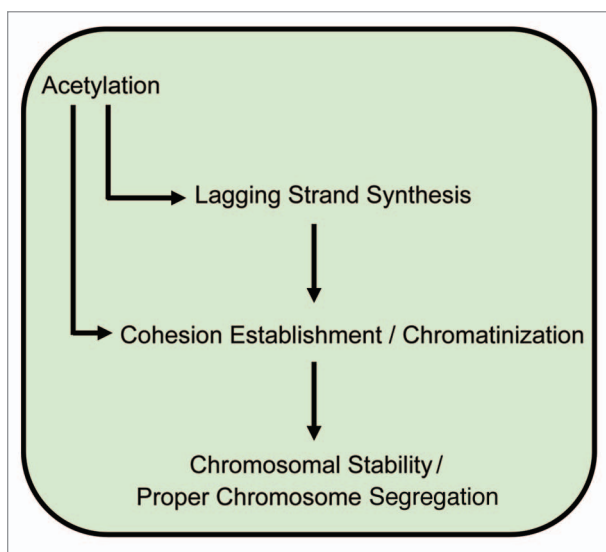 Acetylation
Lagging Strand Synthesis
Cohesion Establishment / Chromatinization
Chromosomal Stability/
Proper Chromosome Segregation